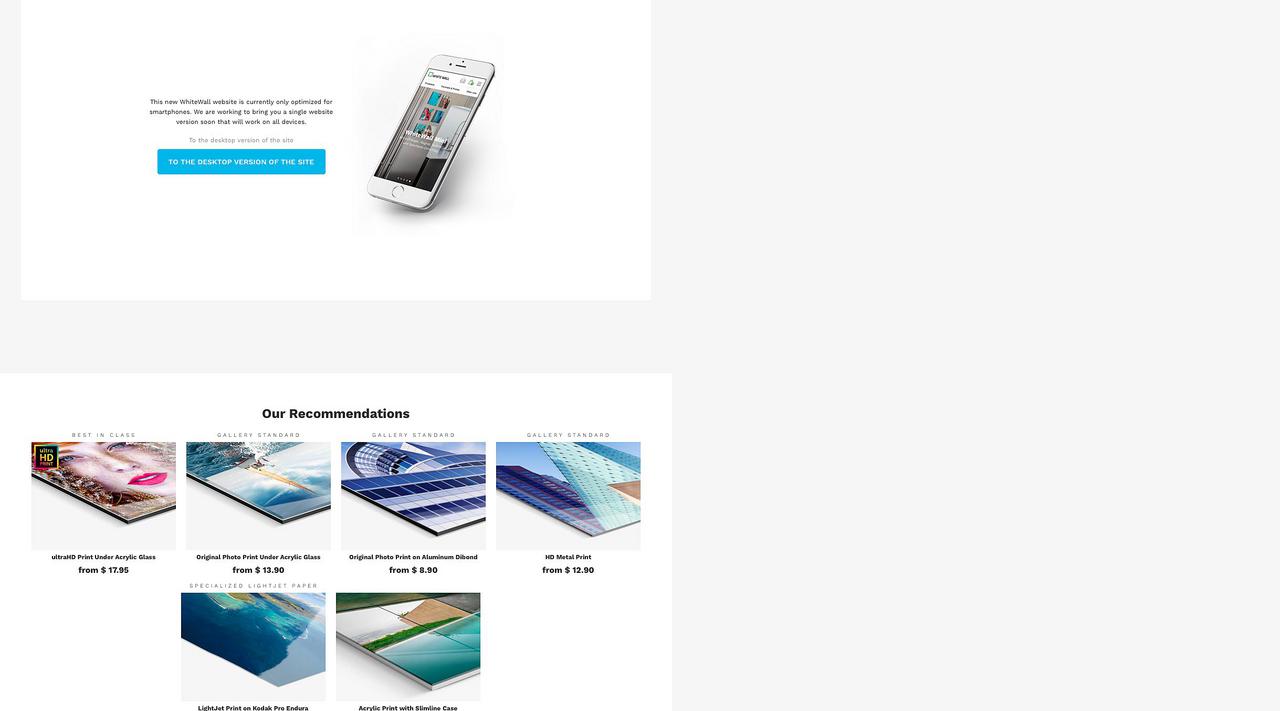 This new WhiteWall website is currently only optimized for
smartphones. We are working to bring you a single website
version soon that will work on all devices.
To the desktop version of the site
TO THE DESKTOP VERSION OF THE SITE
WHITE WALL
WhiteWall Mini
Our Recommendations
BEST IN CLASS
GALLERY STANDARD
GALLERY STANDARD
GALLERY STANDARD
ultra
HD
PRINT
ultraHD Print Under Acrylic Glass
Original Photo Print Under Acrylic Glass
Original Photo Print on Aluminum Dibond
HD Metal Print
from $ 17.95
from $ 13.90
from $ 8.90
from $ 12.90
SPECIALIZED LIGHTJET PAPER
LightJet Print on Kodak Pro Endura
Acrylic Print with Slimline Case